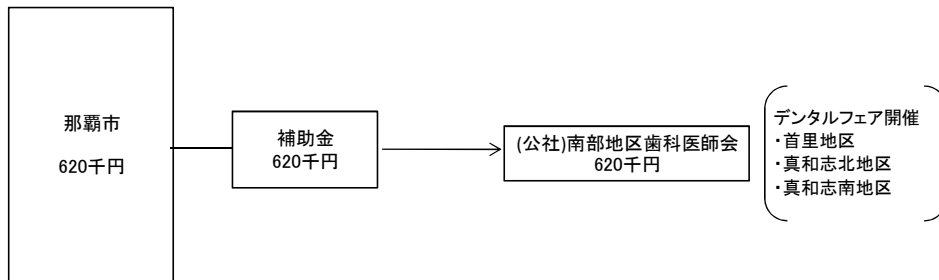 那覇市
620千円
補助金
620千円
(公社)南部地区歯科医師会
620千円
デンタルフェア開催
・首里地区
・真和志北地区
・真和志南地区